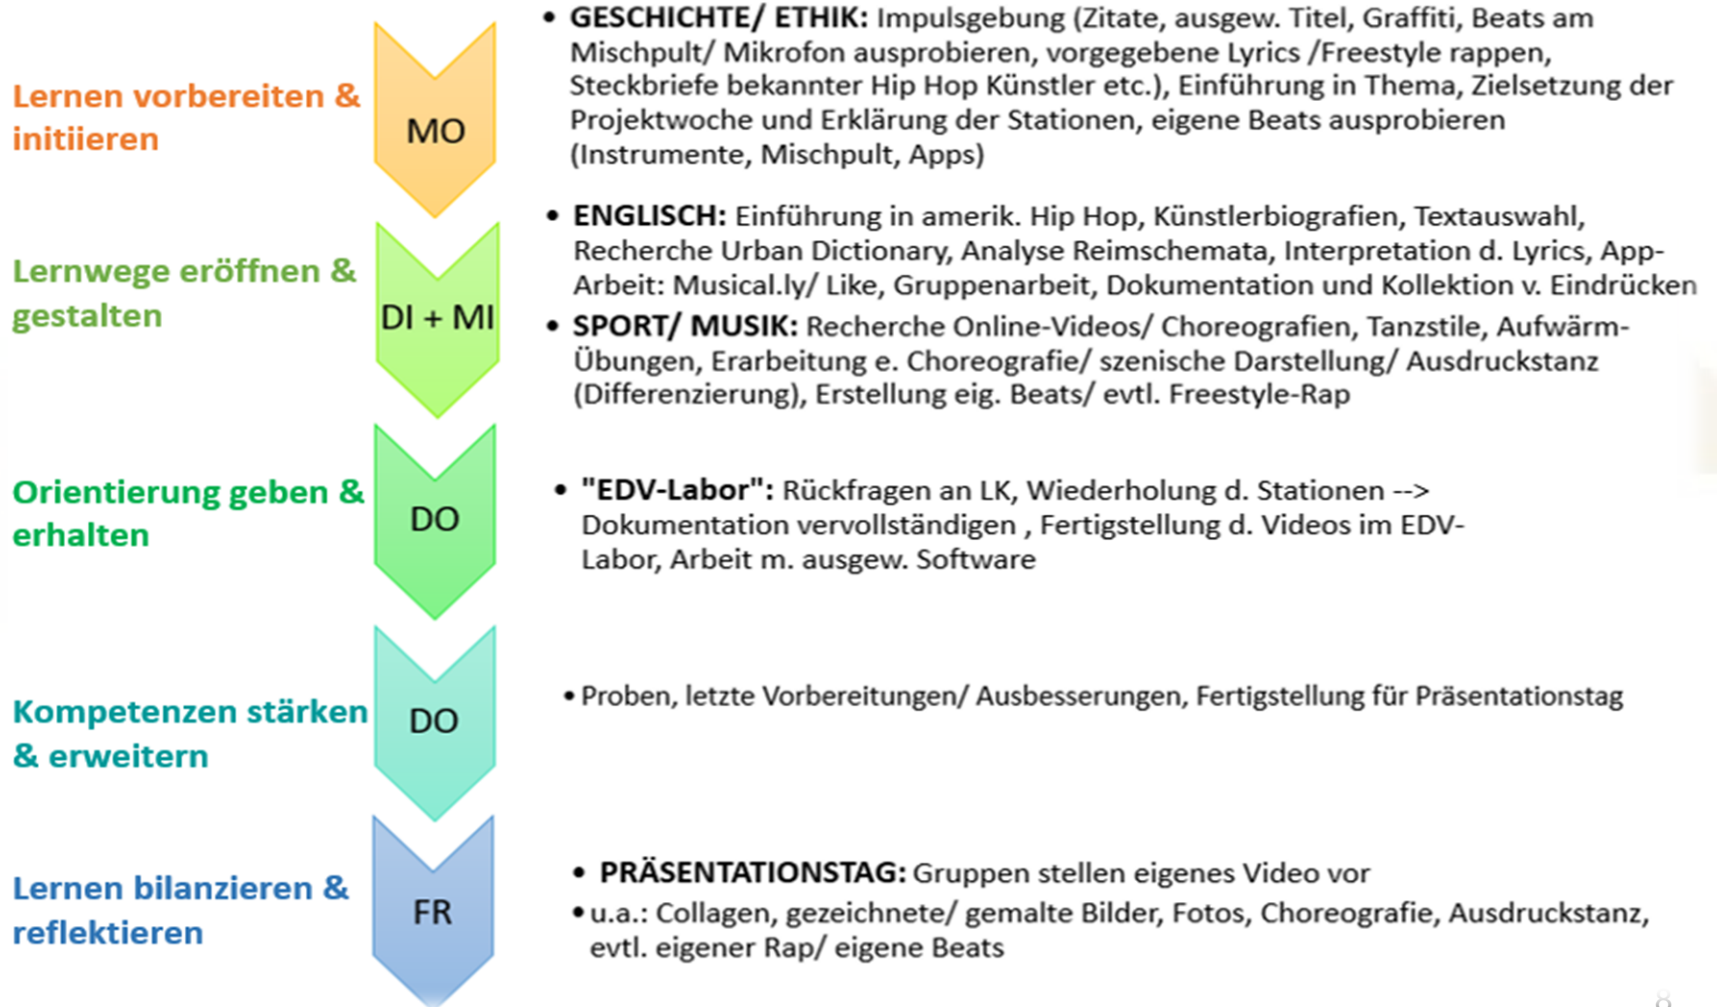 Lernen vorbereiten &
initiieren
MO
• GESCHICHTE/ ETHIK: Impulsgebung (Zitate, ausgew. Titel, Graffiti, Beats am
Mischpult/ Mikrofon ausprobieren, vorgegebene Lyrics /Freestyle rappen,
Steckbriefe bekannter Hip Hop Künstler etc.), Einführung in Thema, Zielsetzung der
Projektwoche und Erklärung der Stationen, eigene Beats ausprobieren
(Instrumente, Mischpult, Apps)
Lernwege eröffnen &
gestalten
DI + MI
• ENGLISCH: Einführung in amerik. Hip Hop, Künstlerbiografien, Textauswahl,
Recherche Urban Dictionary, Analyse Reimschemata, Interpretation d. Lyrics, App-
Arbeit: Musical.ly/ Like, Gruppenarbeit, Dokumentation und Kollektion v. Eindrücken
• SPORT/ MUSIK: Recherche Online-Videos/ Choreografien, Tanzstile, Aufwärm-
Übungen, Erarbeitung e. Choreografie/ szenische Darstellung/ Ausdruckstanz
(Differenzierung), Erstellung eig. Beats/ evtl. Freestyle-Rap
Orientierung geben &
erhalten
DO
• "EDV-Labor": Rückfragen an LK, Wiederholung d. Stationen -->
Dokumentation vervollständigen , Fertigstellung d. Videos im EDV-
Labor, Arbeit m. ausgew. Software
Kompetenzen stärken
& erweitern
DO
• Proben, letzte Vorbereitungen/ Ausbesserungen, Fertigstellung für Präsentationstag
Lernen bilanzieren &
reflektieren
FR
• PRÄSENTATIONSTAG: Gruppen stellen eigenes Video vor
• u.a.: Collagen, gezeichnete/ gemalte Bilder, Fotos, Choreografie, Ausdruckstanz,
evtl. eigener Rap/ eigene Beats
8